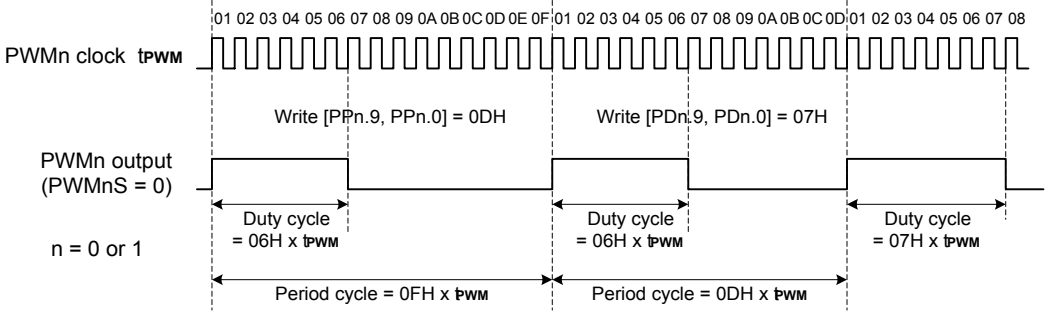 01 02 03 04 05 06 07 08 09 0A 0B 0C 0D 0E 0F 01 02 03 04 05 06 07 08 09 0A 0B 0C 0D 01 02 03 04 05 06 07 08
PWMn clock tPWM
Write [PPn.9, PPn.0] = 0DH
Write [PDn.9, PDn.0] = 07H
PWMn output
(PWMnS = 0)
Duty cycle
= 06H x tPWM
Duty cycle
= 06H x tPWM
Duty cycle
= 07H x tPWM
n = 0 or 1
Period cycle = 0FH x tPWM
Period cycle = 0DH x tPWM